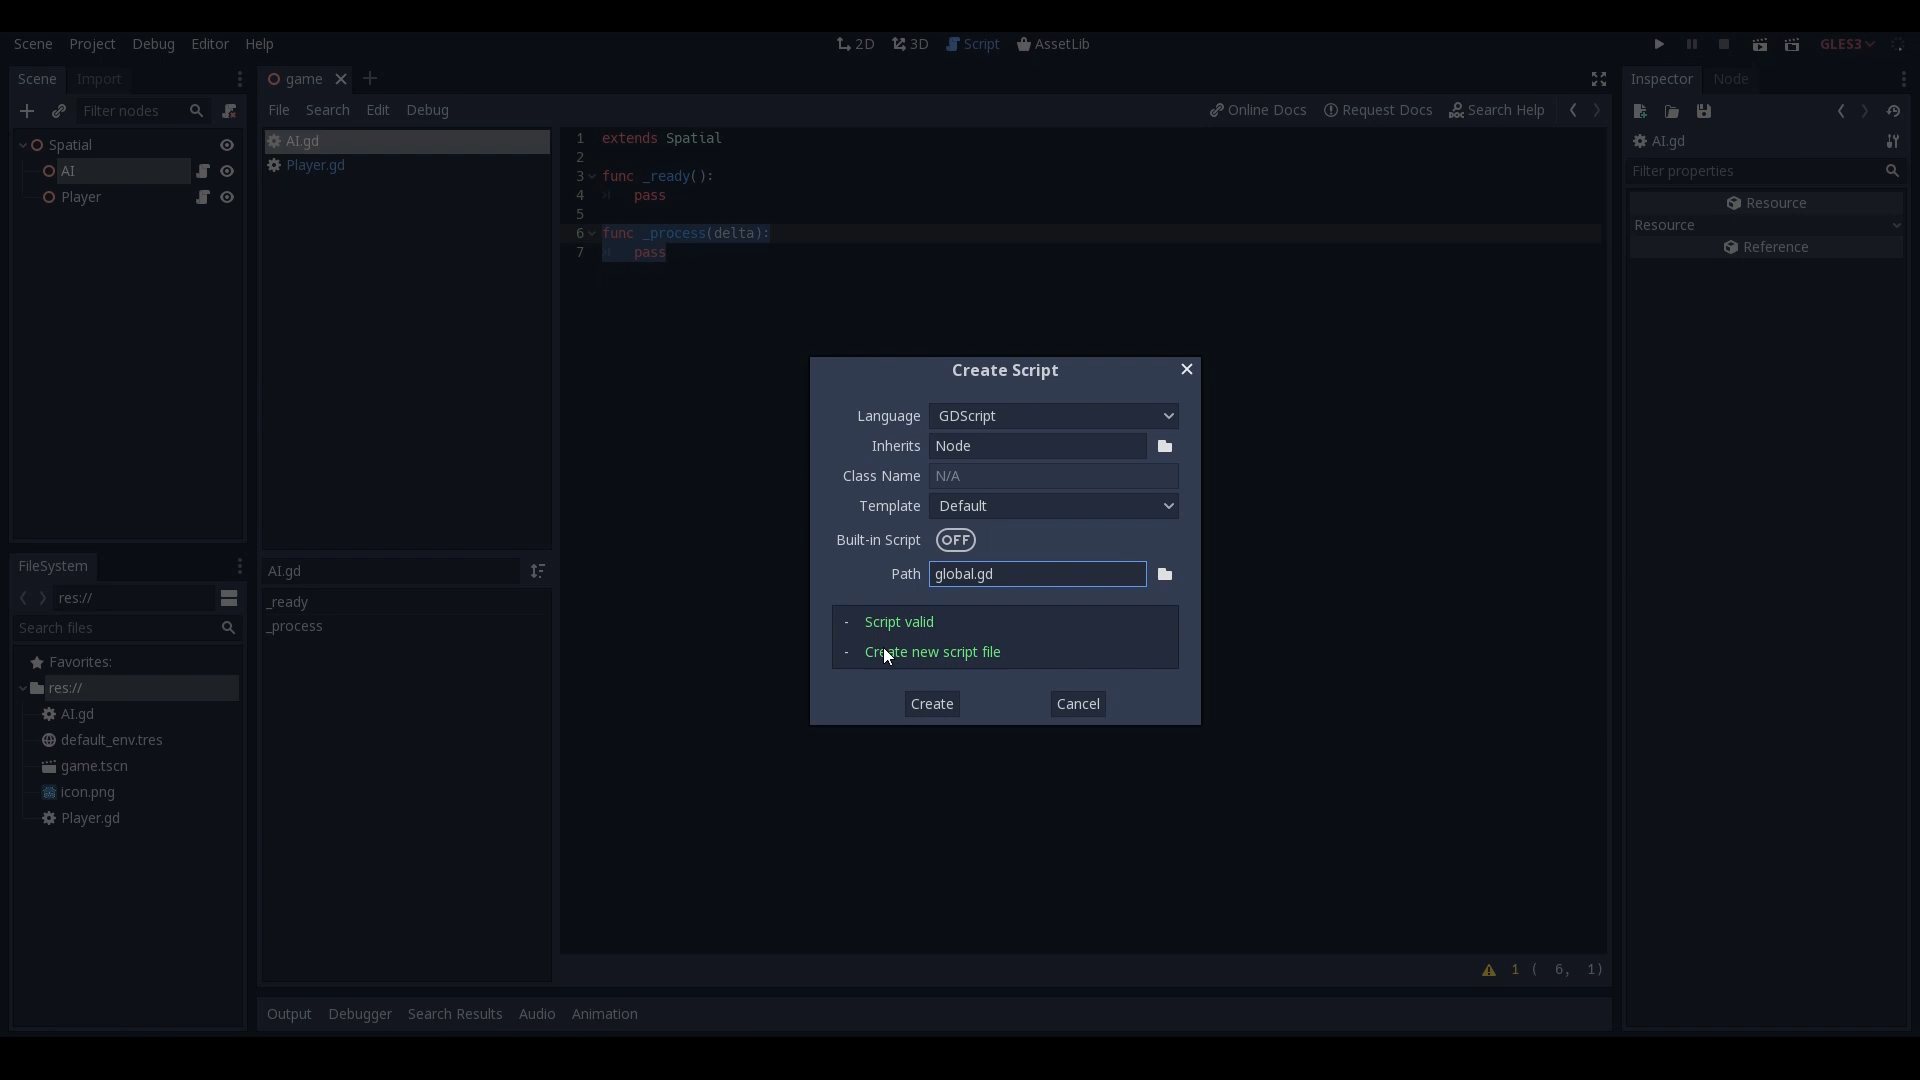 Scene Project Debug Editor Help
2D 3D Script AssetLib
GLES3
Scene Import
Filter nodes
Spatial
AI
Player
FileSystem
res://
Search files
Favorites:
res://
AI.gd
default_env.tres
game.tscn
icon.png
Player.gd
game
File Search Edit Debug
Online Docs Request Docs Search Help
AI.gd
Player.gd
AI.gd
_ready
_process
1 extends Spatial
2
3 func _ready():
4 pass
5
6 func _process(delta):
7 pass
1 ( 6, 1)
Output Debugger Search Results Audio Animation
Create Script
Language GDScript
Inherits Node
Class Name N/A
Template Default
Built-in Script OFF
Path global.gd
- Script valid
- Create new script file
Create Cancel
Inspector Node
AI.gd
Filter properties
Resource
Resource
Reference